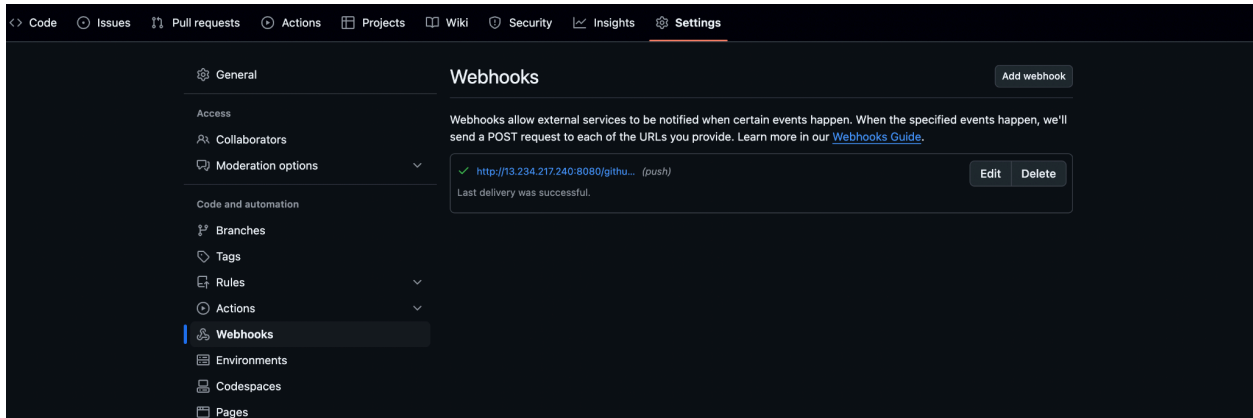 <> Code Issues Pull requests Actions Projects Wiki Security Insights Settings
General
Access
Collaborators
Moderation options
Code and automation
Branches
Tags
Rules
Actions
Webhooks
Environments
Codespaces
Pages
Webhooks
Add webhook
Webhooks allow external services to be notified when certain events happen. When the specified events happen, we'll
send a POST request to each of the URLs you provide. Learn more in our Webhooks Guide.
http://13.234.217.240:8080/githu... (push)
Edit Delete
Last delivery was successful.